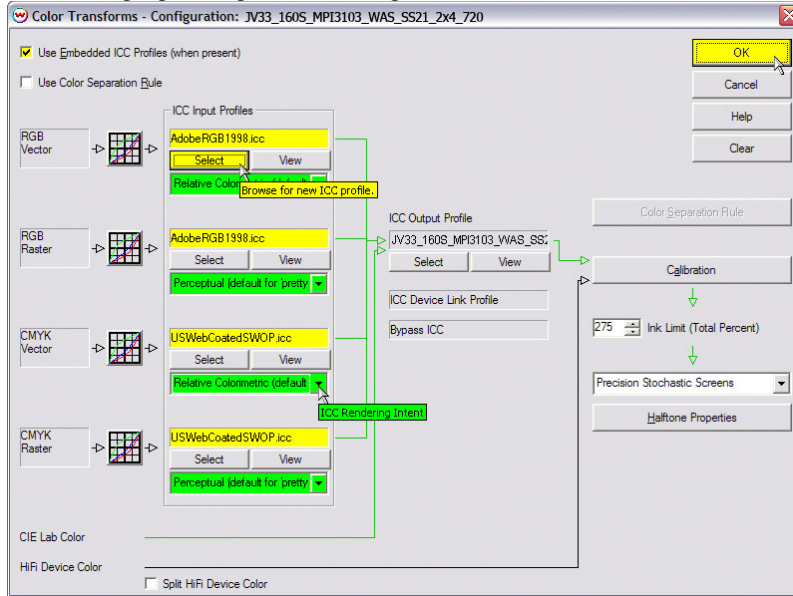 Color Transforms - Configuration: JV33_160S_MPI3103_WAS_SS21_2x4_720
Use Embedded ICC Profiles (when present)
OK
Use Color Separation Rule
Cancel
Help
Clear
ICC Input Profiles
RGB
Vector
AdobeRGB1998.icc
Select View
Relative Color
Browse for new ICC profile.
RGB
Raster
AdobeRGB1998.icc
Select View
Perceptual (default for 'pretty
CMYK
Vector
USWebCoatedSWOP.icc
Select View
Relative Colorimetric (default
ICC Rendering Intent
CMYK
Raster
USWebCoatedSWOP.icc
Select View
Perceptual (default for 'pretty
ICC Output Profile
JV33_160S_MPI3103_WAS_SS2
Select View
ICC Device Link Profile
Bypass ICC
Color Separation Rule
Calibration
275 Ink Limit (Total Percent)
Precision Stochastic Screens
Halftone Properties
CIE Lab Color
HiFi Device Color
Split HiFi Device Color